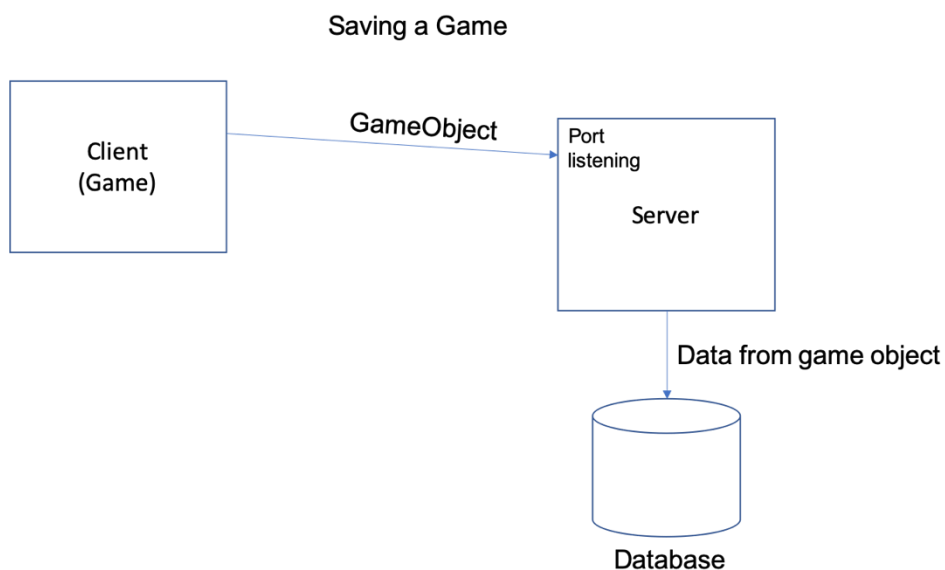 Saving a Game
Client
(Game)
GameObject
Port
listening
Server
Data from game object
Database